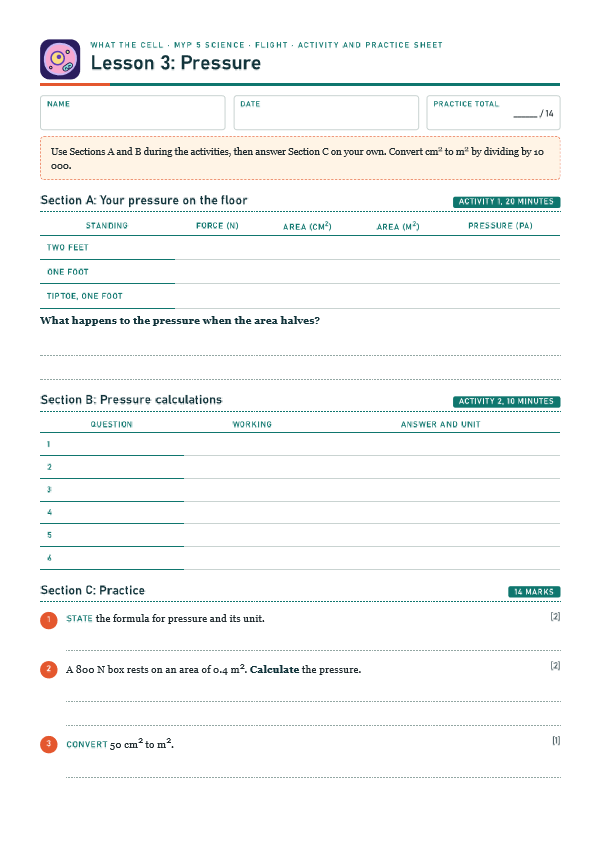 WHAT THE CELL · MYP 5 SCIENCE · FLIGHT · ACTIVITY AND PRACTICE SHEET
Lesson 3: Pressure
NAME DATE PRACTICE TOTAL
_____ / 14
Use Sections A and B during the activities, then answer Section C on your own. Convert cm² to m² by dividing by 10
000.
Section A: Your pressure on the floor ACTIVITY 1, 20 MINUTES
STANDING FORCE (N) AREA (CM²) AREA (M²) PRESSURE (PA)
TWO FEET
ONE FOOT
TIPTOE, ONE FOOT
What happens to the pressure when the area halves?
Section B: Pressure calculations ACTIVITY 2, 10 MINUTES
QUESTION WORKING ANSWER AND UNIT
1
2
3
4
5
6
Section C: Practice 14 MARKS
1 STATE the formula for pressure and its unit. [2]
2 A 800 N box rests on an area of 0.4 m². Calculate the pressure. [2]
3 CONVERT 50 cm² to m². [1]